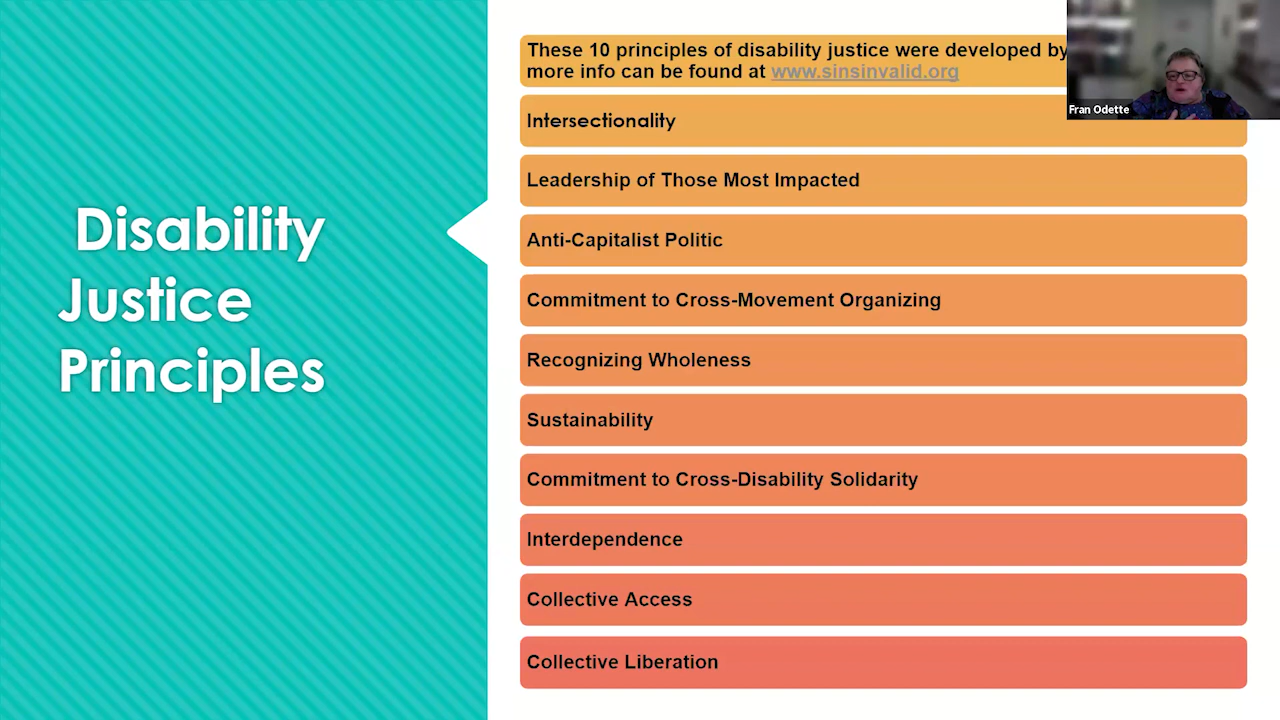 Disability
Justice
Principles
These 10 principles of disability justice were developed by
more info can be found at www.sinsinvalid.org
Fran Odette
Intersectionality
Leadership of Those Most Impacted
Anti-Capitalist Politic
Commitment to Cross-Movement Organizing
Recognizing Wholeness
Sustainability
Commitment to Cross-Disability Solidarity
Interdependence
Collective Access
Collective Liberation